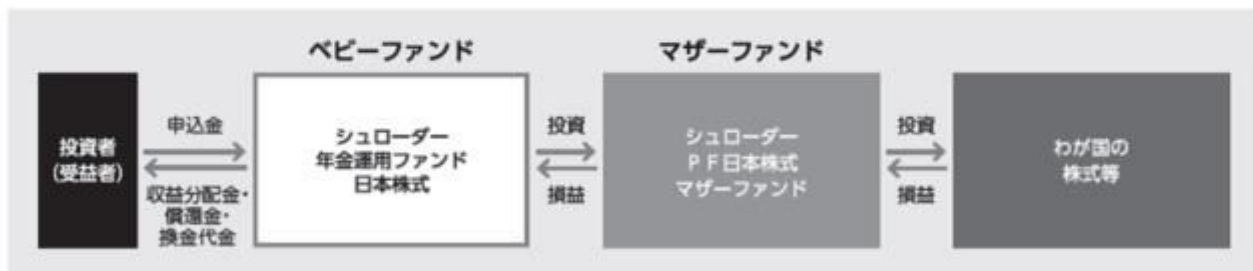 ベビーファンド
マザーファンド
投資者
(受益者)
申込金
収益分配金・
償還金・
換金代金
シュローダー
年金運用ファンド
日本株式
投資
損益
シュローダー
PF日本株式
マザーファンド
投資
損益
わが国の
株式等